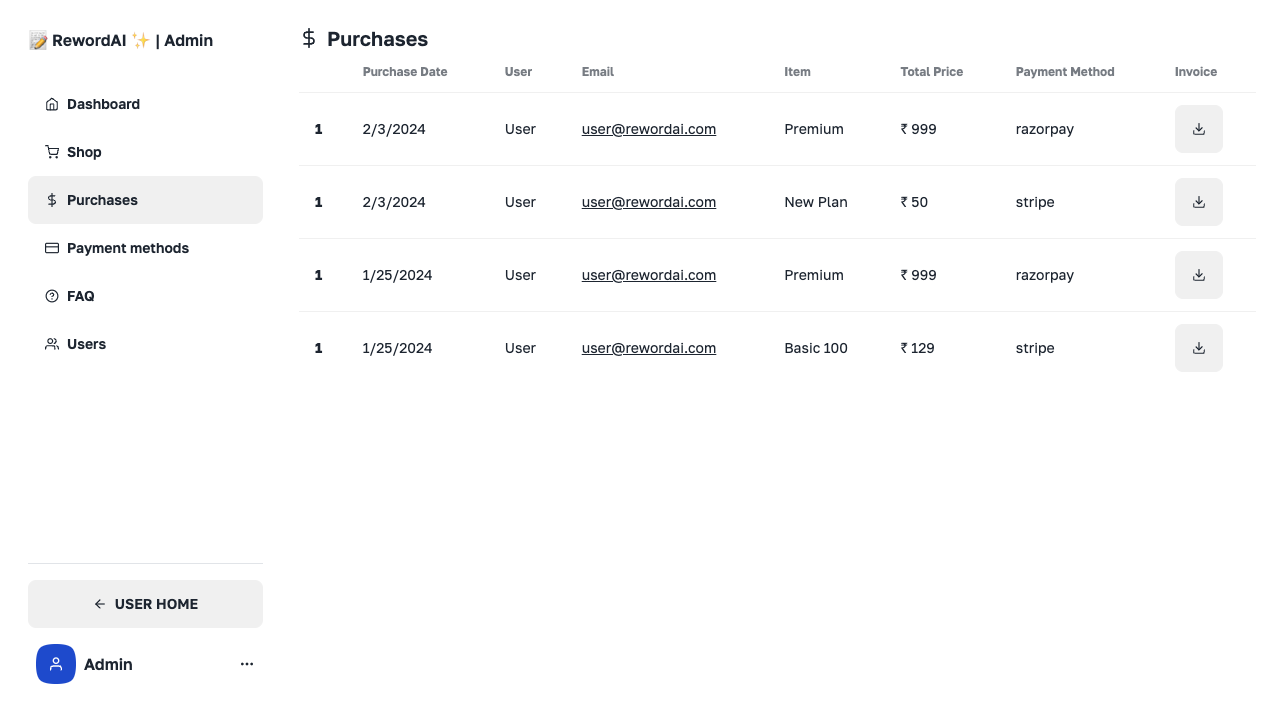 📝 RewordAI ✨ | Admin
Dashboard
Shop
Purchases
Payment methods
FAQ
Users
USER HOME
Admin
Purchases
Purchase Date User Email Item Total Price Payment Method Invoice
1 2/3/2024 User user@rewordai.com Premium ₹ 999 razorpay
1 2/3/2024 User user@rewordai.com New Plan ₹ 50 stripe
1 1/25/2024 User user@rewordai.com Premium ₹ 999 razorpay
1 1/25/2024 User user@rewordai.com Basic 100 ₹ 129 stripe